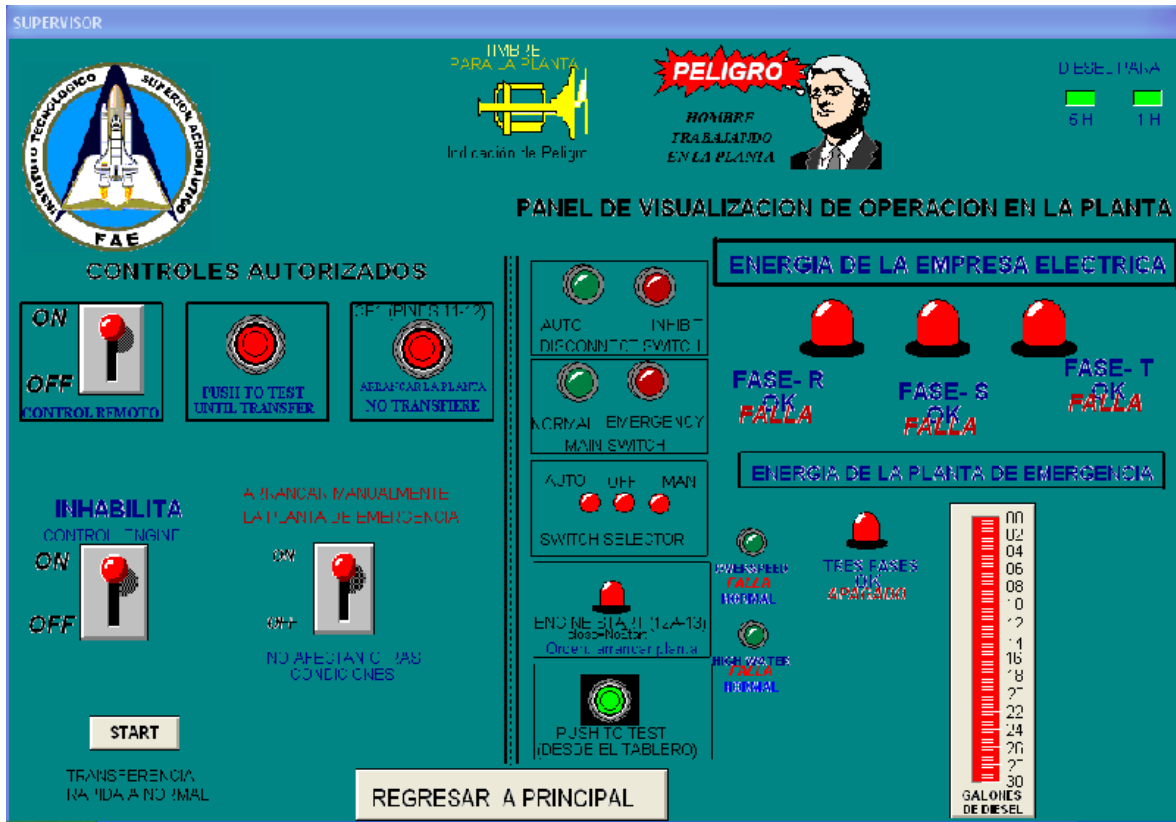 SUPERVISOR
INSTITUTO TECNOLOGICO SUPERIOR AERONAUTICO
FAE
TIMBRE
PARA LA PLANTA
Indicación de Peligro
PELIGRO
HOMBRE
TRABAJANDO
EN LA PLANTA
DIESEL PARA
6 H
1 H
PANEL DE VISUALIZACION DE OPERACION EN LA PLANTA
CONTROLES AUTORIZADOS
ON
OFF
CONTROL REMOTO
PUSH TO TEST
UNTIL TRANSFER
(PINES 11-12)
ARRANCAR LA PLANTA
NO TRANSFIERE
INHABILITA
CONTROL ENGINE
ON
OFF
ARRANCAR MANUALMENTE
LA PLANTA DE EMERGENCIA
ON
OFF
NO AFECTAN OTRAS
CONDICIONES
START
TRANSFERENCIA
RAPIDA A NORMAL
REGRESAR A PRINCIPAL
AUTO INHIBIT
DISCONNECT SWITCH
NORMAL EMERGENCY
MAIN SWITCH
AUTO OFF MAN
SWITCH SELECTOR
ENGINE START (12A-13)
Orden: arrancar planta
PUSH TO TEST
(DESDE EL TABLERO)
ENERGIA DE LA EMPRESA ELECTRICA
FASE- R
OK
FALLA
FASE- S
OK
FALLA
FASE- T
OK
FALLA
ENERGIA DE LA PLANTA DE EMERGENCIA
OVERSPEED
FALLA
NORMAL
HIGH WATER
FALLA
NORMAL
TRES FASES
OK
APAGADO
00
02
04
06
08
10
12
14
16
18
22
24
26
30
GALONES
DE DIESEL